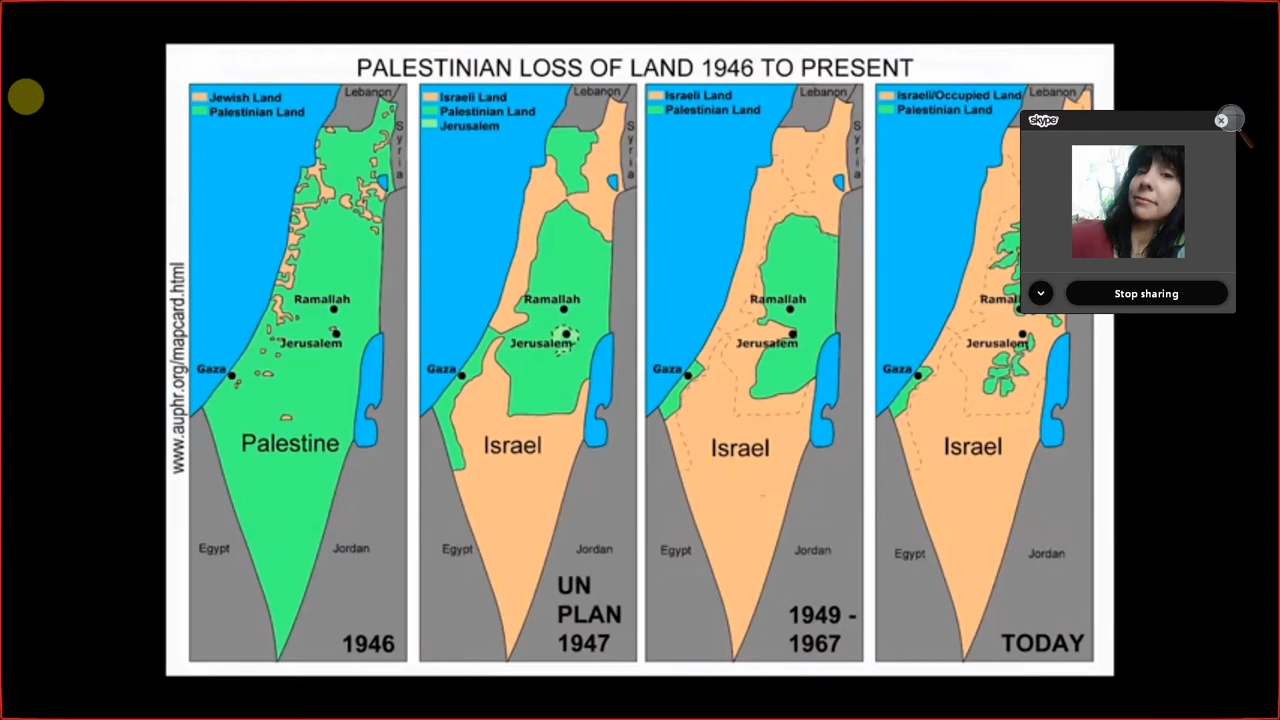 PALESTINIAN LOSS OF LAND 1946 TO PRESENT
www.auphr.org/mapcard.html
Jewish Land
Palestinian Land
Lebanon
Syria
Ramallah
Jerusalem
Gaza
Palestine
Egypt
Jordan
1946
Israeli Land
Palestinian Land
Jerusalem
Lebanon
Syria
Ramallah
Jerusalem
Gaza
Israel
Egypt
Jordan
UN
PLAN
1947
Israeli Land
Palestinian Land
Lebanon
Syria
Ramallah
Jerusalem
Gaza
Israel
Egypt
Jordan
1949 -
1967
Israeli/Occupied Land
Palestinian Land
Lebanon
Jerusalem
Gaza
Israel
Egypt
Jordan
TODAY
skype
Stop sharing